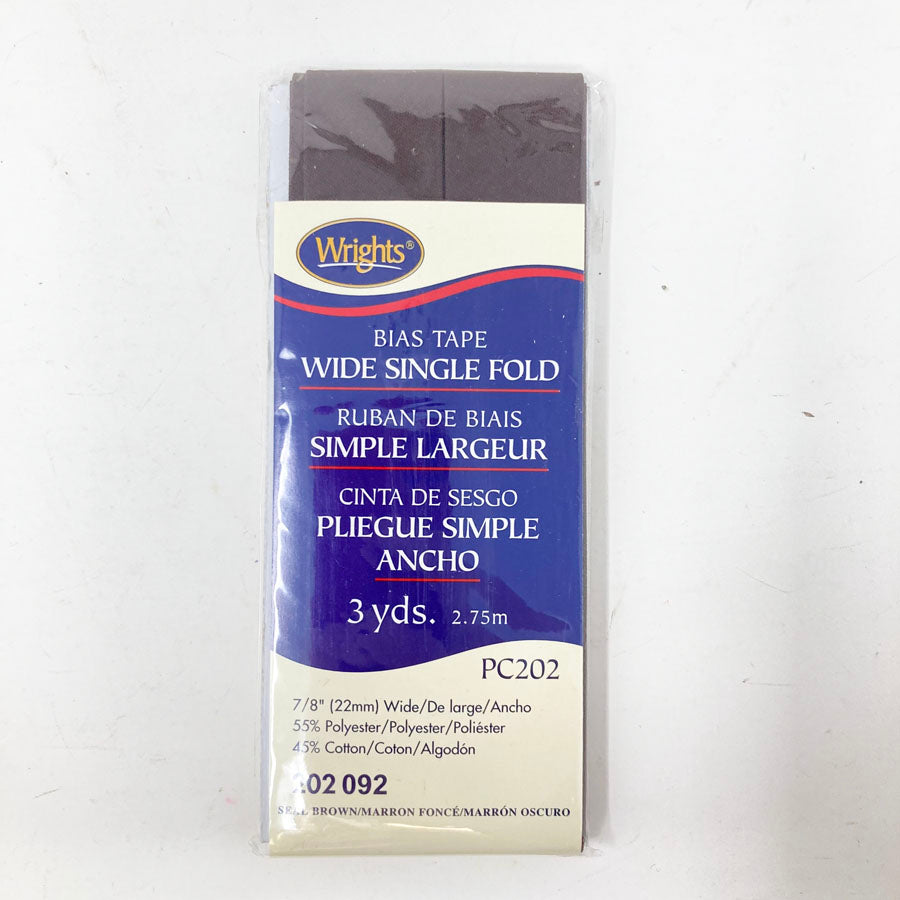 Wrights®
BIAS TAPE
WIDE SINGLE FOLD
RUBAN DE BIAIS
SIMPLE LARGEUR
CINTA DE SESGO
PLIEGUE SIMPLE
ANCHO
3 yds. 2.75m
PC202
7/8" (22mm) Wide/De large/Ancho
55% Polyester/Polyester/Poliéster
45% Cotton/Coton/Algodón
202 092
SEAL BROWN/MARRON FONCÉ/MARRÓN OSCURO